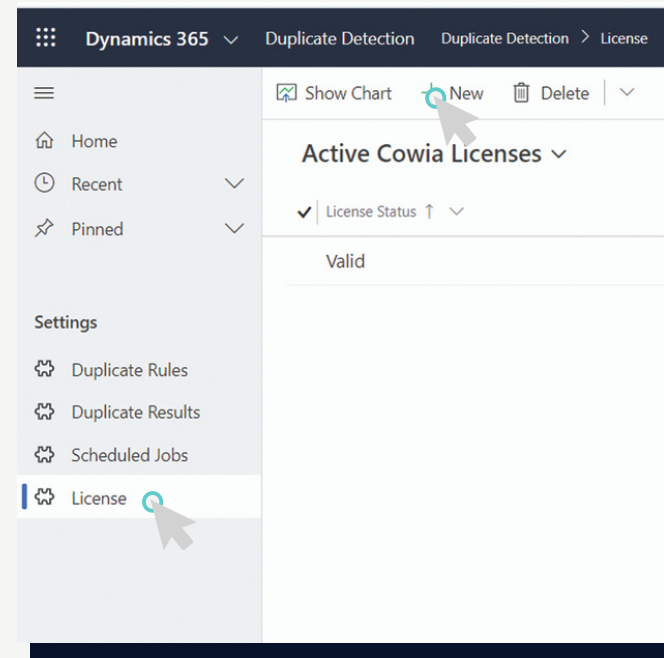 Dynamics 365 Duplicate Detection Duplicate Detection > License
Show Chart New Delete
Home
Recent
Pinned
Active Cowia Licenses
License Status ↑
Valid
Settings
Duplicate Rules
Duplicate Results
Scheduled Jobs
License